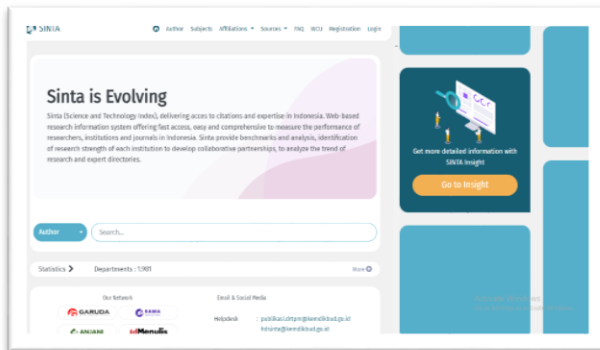 SINTA
Author Subjects Affiliations Sources FAQ WCU Registration Login
Sinta is Evolving
Sinta (Science and Technology Index), delivering acces to citations and expertise in Indonesia. Web-based
research information system offering fast access, easy and comprehensive to measure the performance of
researchers, institutions and journals in Indonesia. Sinta provide benchmarks and analysis, identification
of research strength of each institution to develop collaborative partnerships, to analyze the trend of
research and expert directories.
Get more detailed information with
SINTA Insight
Go to Insight
Author
Search...
Statistics
Departments : 1.981
More
Our Network
Email & Social Media
GARUDA
RAMA
Helpdesk : publikasi.drtpm@kemdikbud.go.id
hdsinta@kemdikbud.go.id
ANJANI